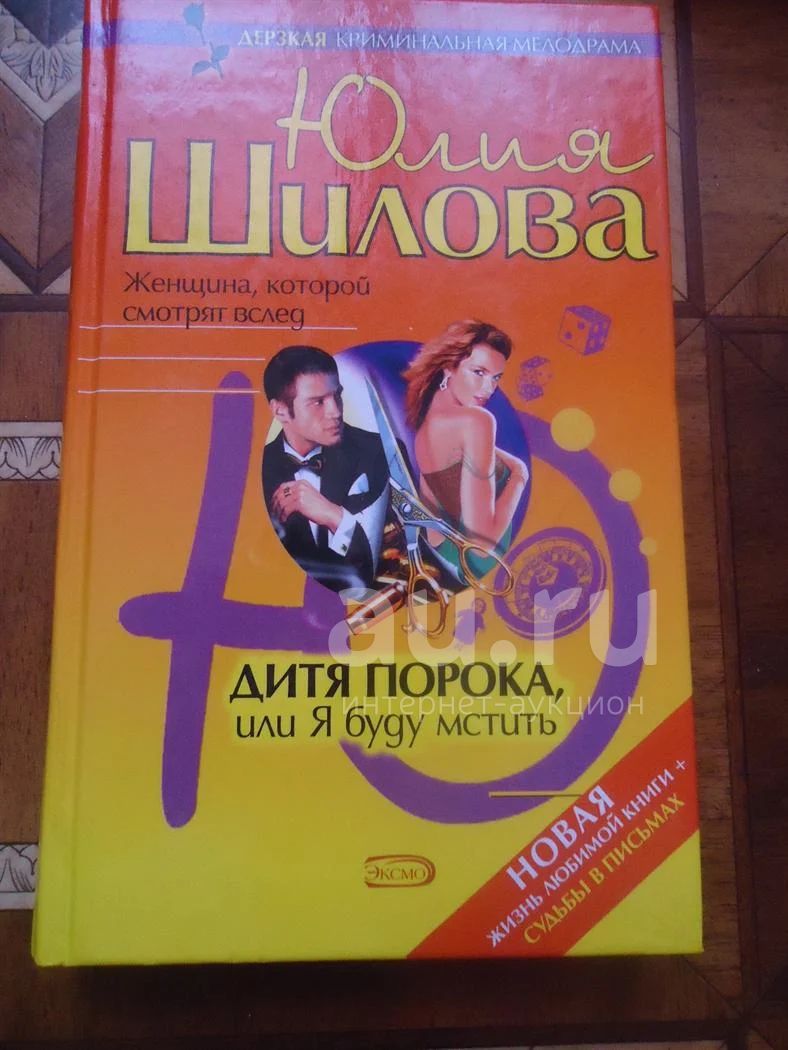 ДЕРЗКАЯ КРИМИНАЛЬНАЯ МЕЛОДРАМА
Юлия
Шилова
Женщина, которой
смотрят вслед
au.ru
ДИТЯ ПОРОКА,
интернет-аукцион
или Я буду мстить
НОВАЯ
ЖИЗНЬ ЛЮБИМОЙ КНИГИ +
СУДЬБЫ В ПИСЬМАХ
ЭКСМО